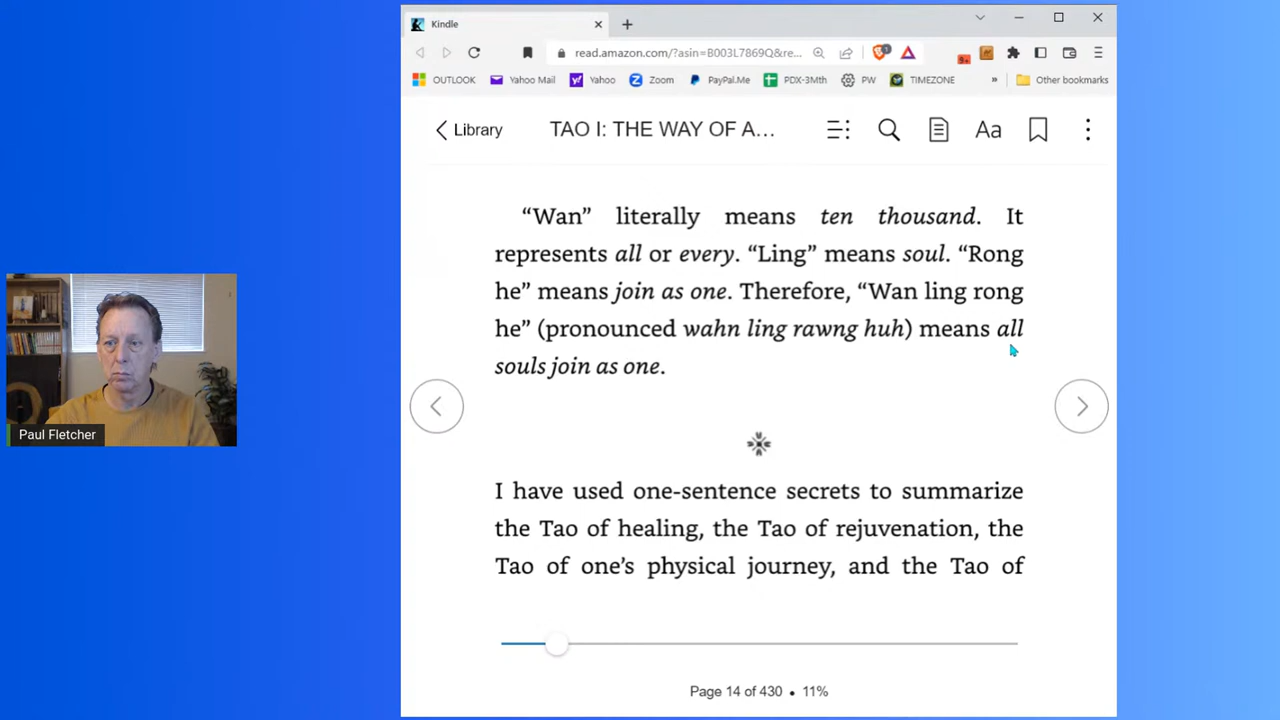 Kindle
read.amazon.com/?asin=B003L7869Q&re...
9+
OUTLOOK Yahoo Mail Yahoo Zoom PayPal.Me PDX-3Mth PW TIMEZONE » Other bookmarks
Library TAO I: THE WAY OF A... Aa
“Wan” literally means ten thousand. It
represents all or every. “Ling” means soul. “Rong
he” means join as one. Therefore, “Wan ling rong
he” (pronounced wahn ling rawng huh) means all
souls join as one.
I have used one-sentence secrets to summarize
the Tao of healing, the Tao of rejuvenation, the
Tao of one’s physical journey, and the Tao of
Page 14 of 430 • 11%
Paul Fletcher